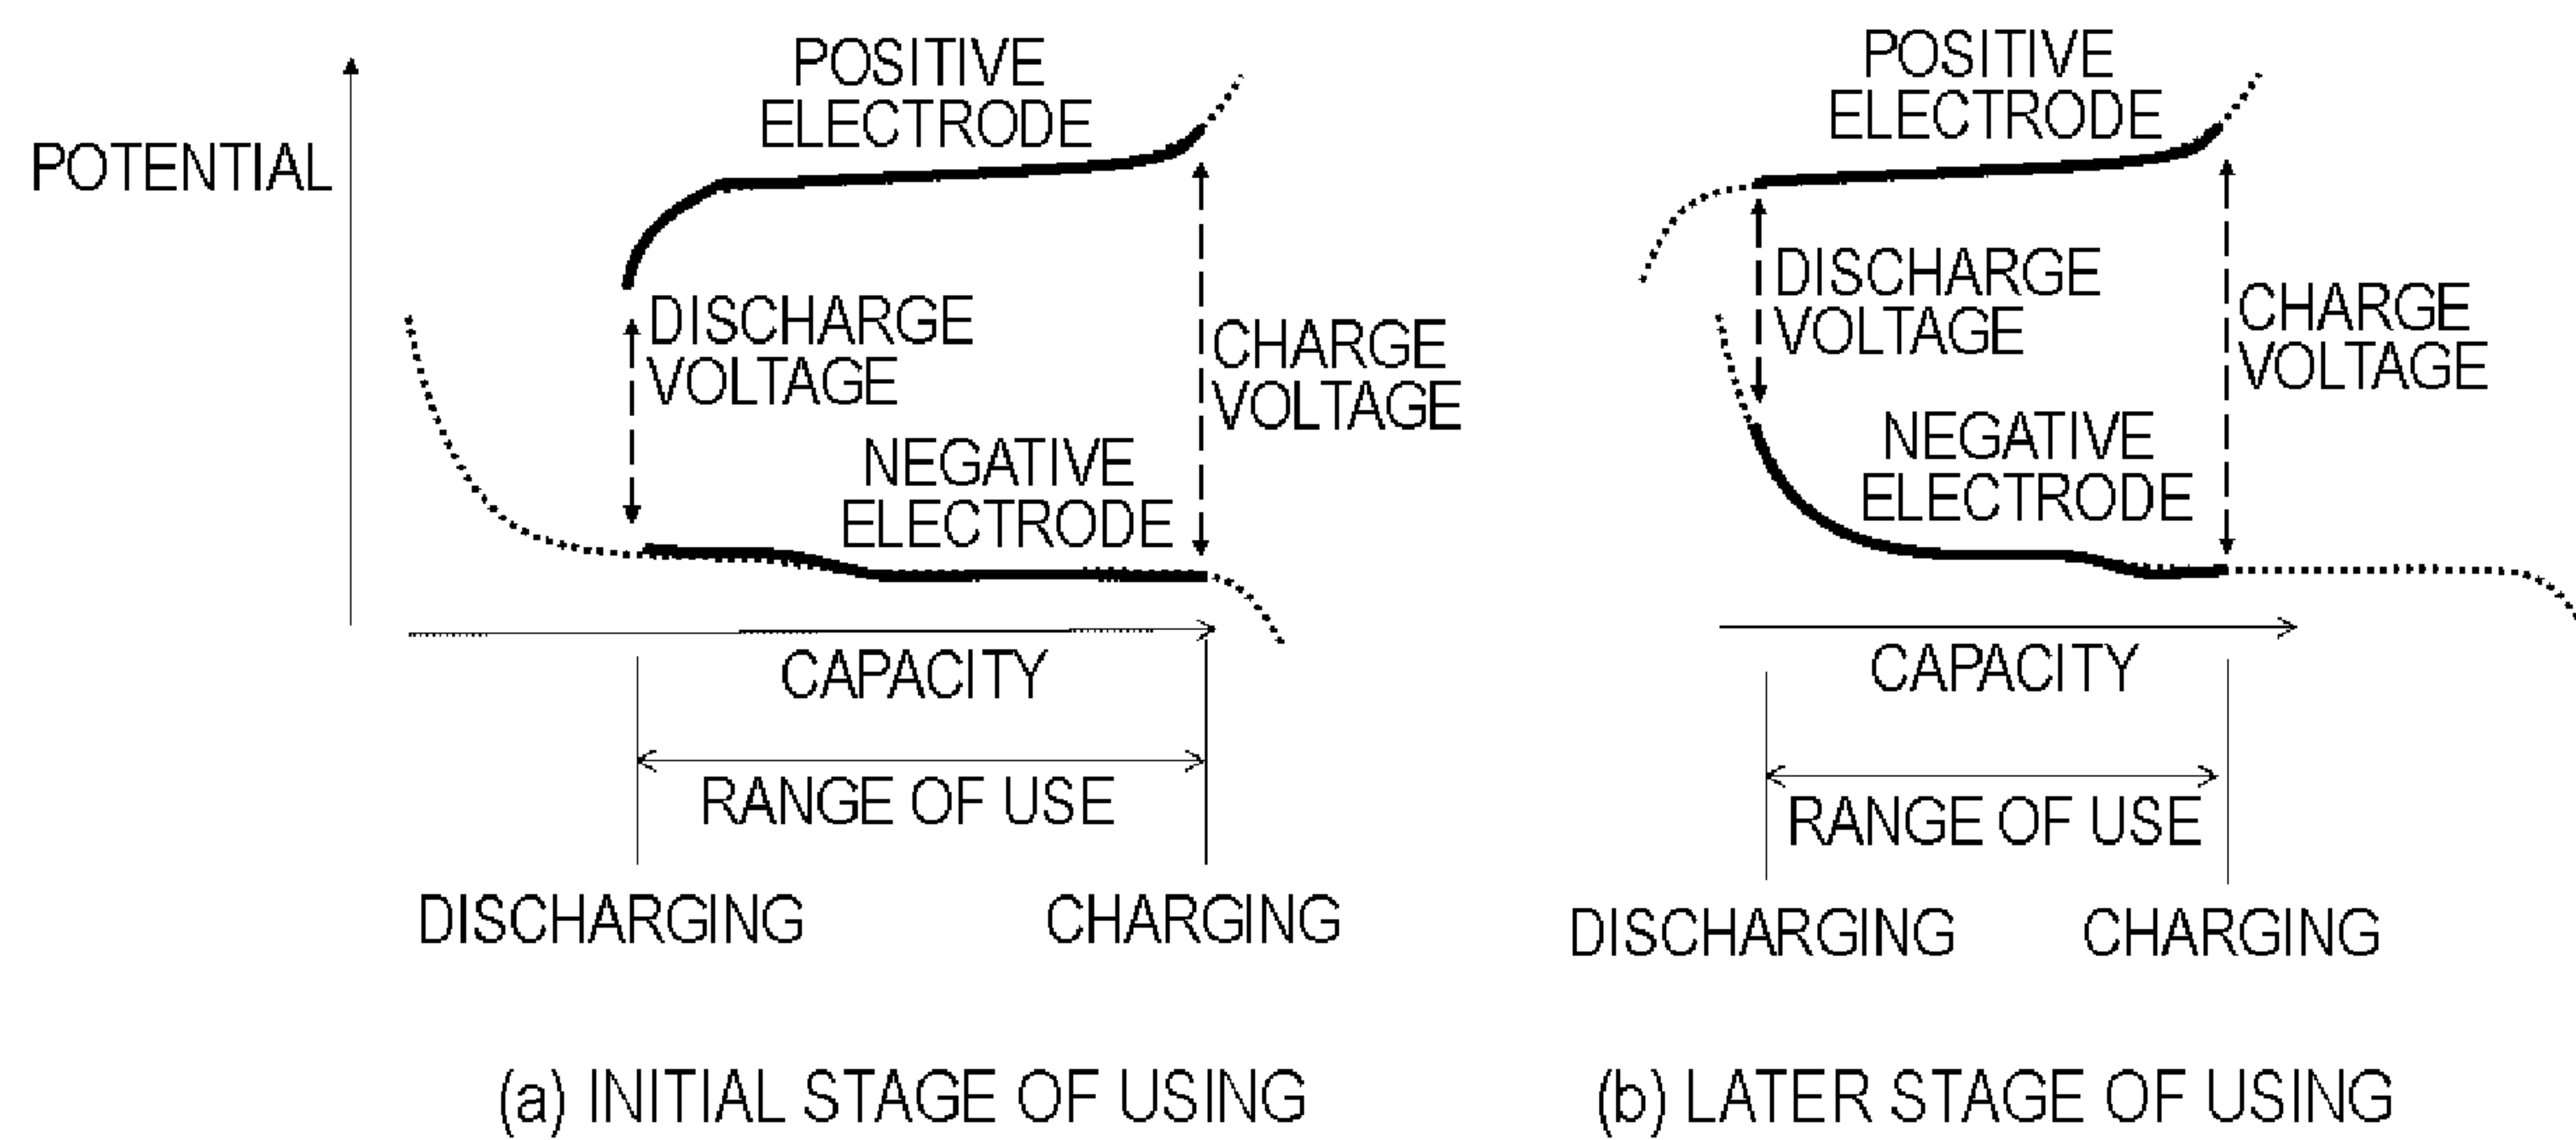 POTENTIAL
POSITIVE
ELECTRODE
DISCHARGE
VOLTAGE
CHARGE
VOLTAGE
NEGATIVE
ELECTRODE
CAPACITY
RANGE OF USE
DISCHARGING
CHARGING
(a) INITIAL STAGE OF USING
POSITIVE
ELECTRODE
DISCHARGE
VOLTAGE
CHARGE
VOLTAGE
NEGATIVE
ELECTRODE
CAPACITY
RANGE OF USE
DISCHARGING
CHARGING
(b) LATER STAGE OF USING